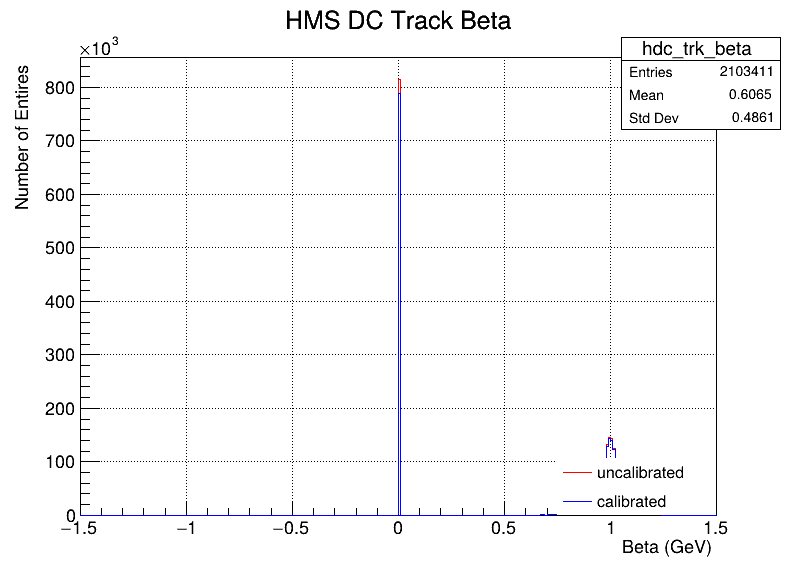 HMS DC Track Beta
×10³
hdc_trk_beta
Entries 2103411
Mean 0.6065
Std Dev 0.4861
Number of Entires
800
700
600
500
400
300
200
100
0
uncalibrated
calibrated
−1.5 −1 −0.5 0 0.5 1 1.5
Beta (GeV)